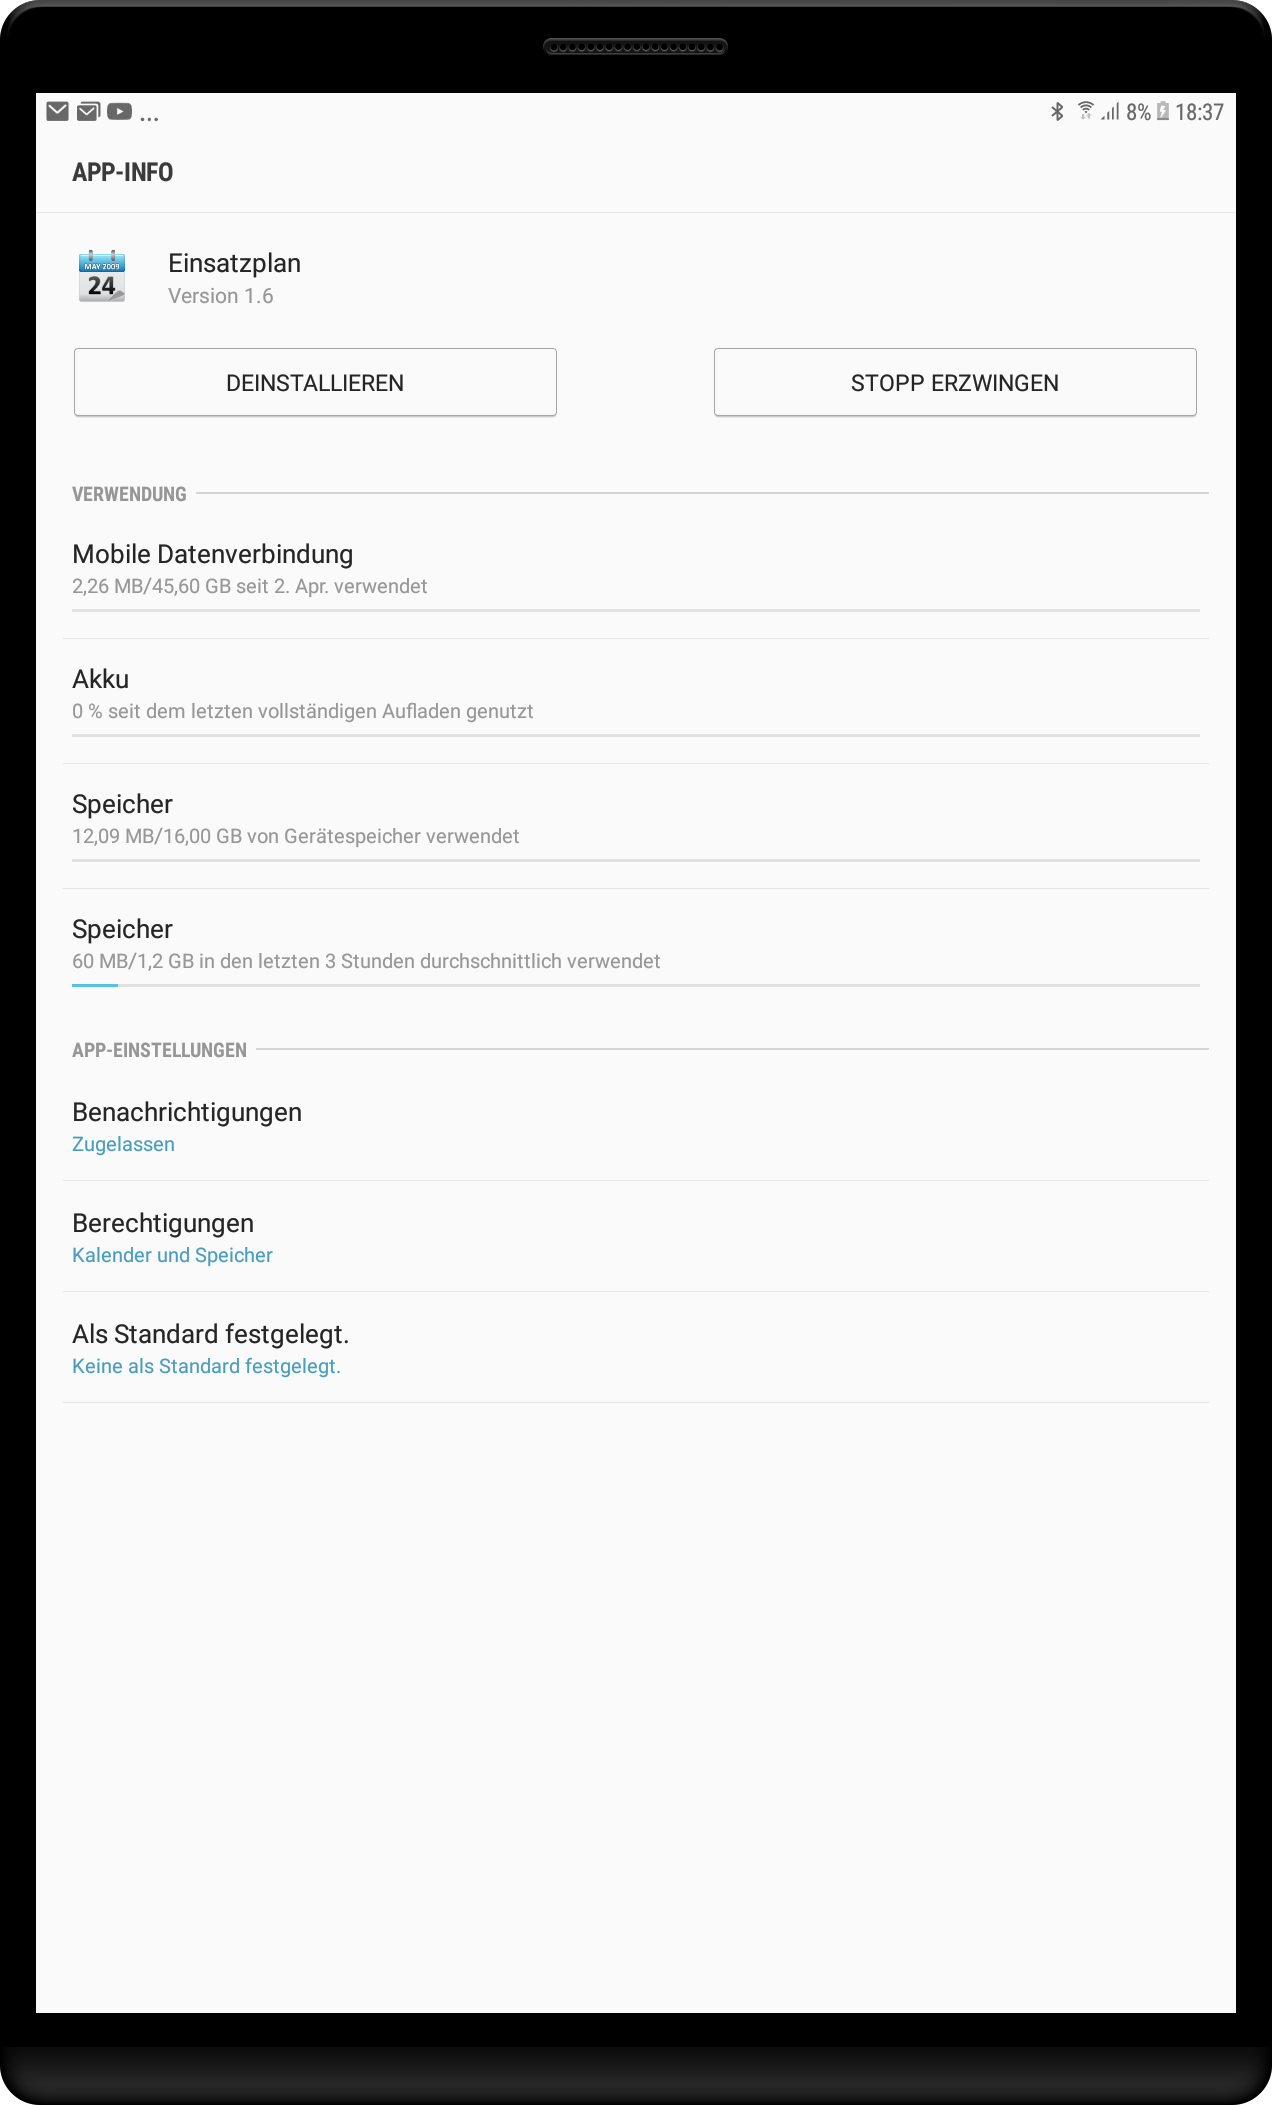 ... 8% 18:37
APP-INFO
MAY 2009
24
Einsatzplan
Version 1.6
DEINSTALLIEREN
STOPP ERZWINGEN
VERWENDUNG
Mobile Datenverbindung
2,26 MB/45,60 GB seit 2. Apr. verwendet
Akku
0 % seit dem letzten vollständigen Aufladen genutzt
Speicher
12,09 MB/16,00 GB von Gerätespeicher verwendet
Speicher
60 MB/1,2 GB in den letzten 3 Stunden durchschnittlich verwendet
APP-EINSTELLUNGEN
Benachrichtigungen
Zugelassen
Berechtigungen
Kalender und Speicher
Als Standard festgelegt.
Keine als Standard festgelegt.